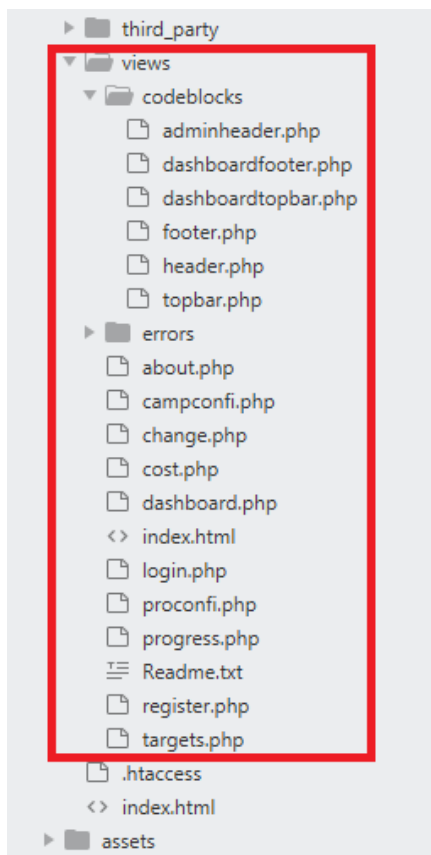 third_party
views
codeblocks
adminheader.php
dashboardfooter.php
dashboardtopbar.php
footer.php
header.php
topbar.php
errors
about.php
campconfi.php
change.php
cost.php
dashboard.php
index.html
login.php
proconfi.php
progress.php
Readme.txt
register.php
targets.php
.htaccess
index.html
assets